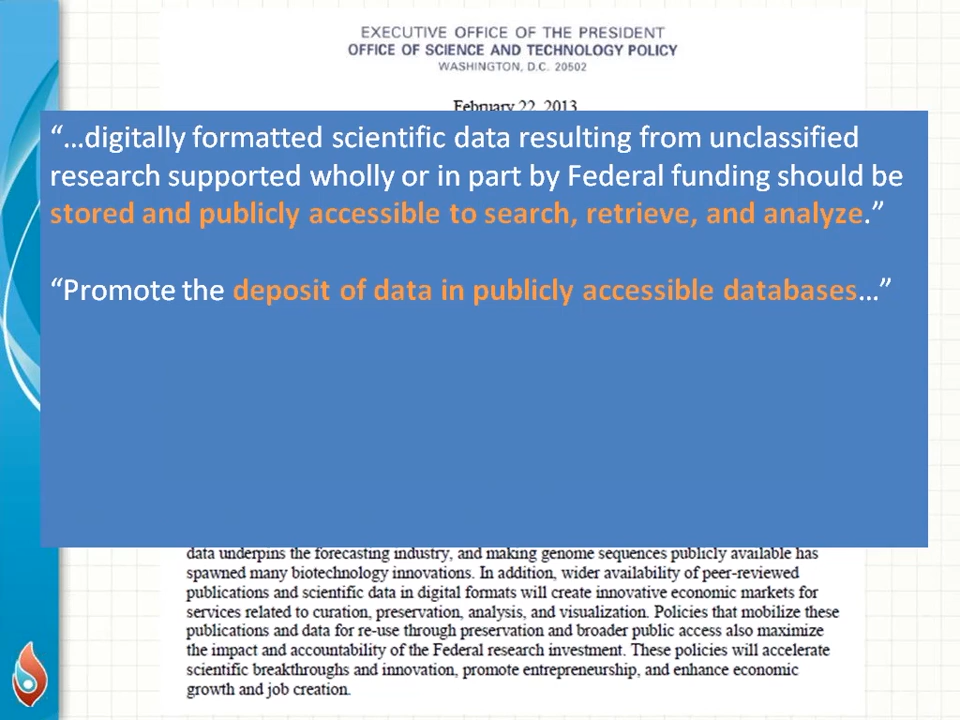 EXECUTIVE OFFICE OF THE PRESIDENT
OFFICE OF SCIENCE AND TECHNOLOGY POLICY
WASHINGTON, D.C. 20502
February 22, 2013
“…digitally formatted scientific data resulting from unclassified
research supported wholly or in part by Federal funding should be
stored and publicly accessible to search, retrieve, and analyze.”
“Promote the deposit of data in publicly accessible databases…”
data underpins the forecasting industry, and making genome sequences publicly available has
spawned many biotechnology innovations. In addition, wider availability of peer-reviewed
publications and scientific data in digital formats will create innovative economic markets for
services related to curation, preservation, analysis, and visualization. Policies that mobilize these
publications and data for re-use through preservation and broader public access also maximize
the impact and accountability of the Federal research investment. These policies will accelerate
scientific breakthroughs and innovation, promote entrepreneurship, and enhance economic
growth and job creation.